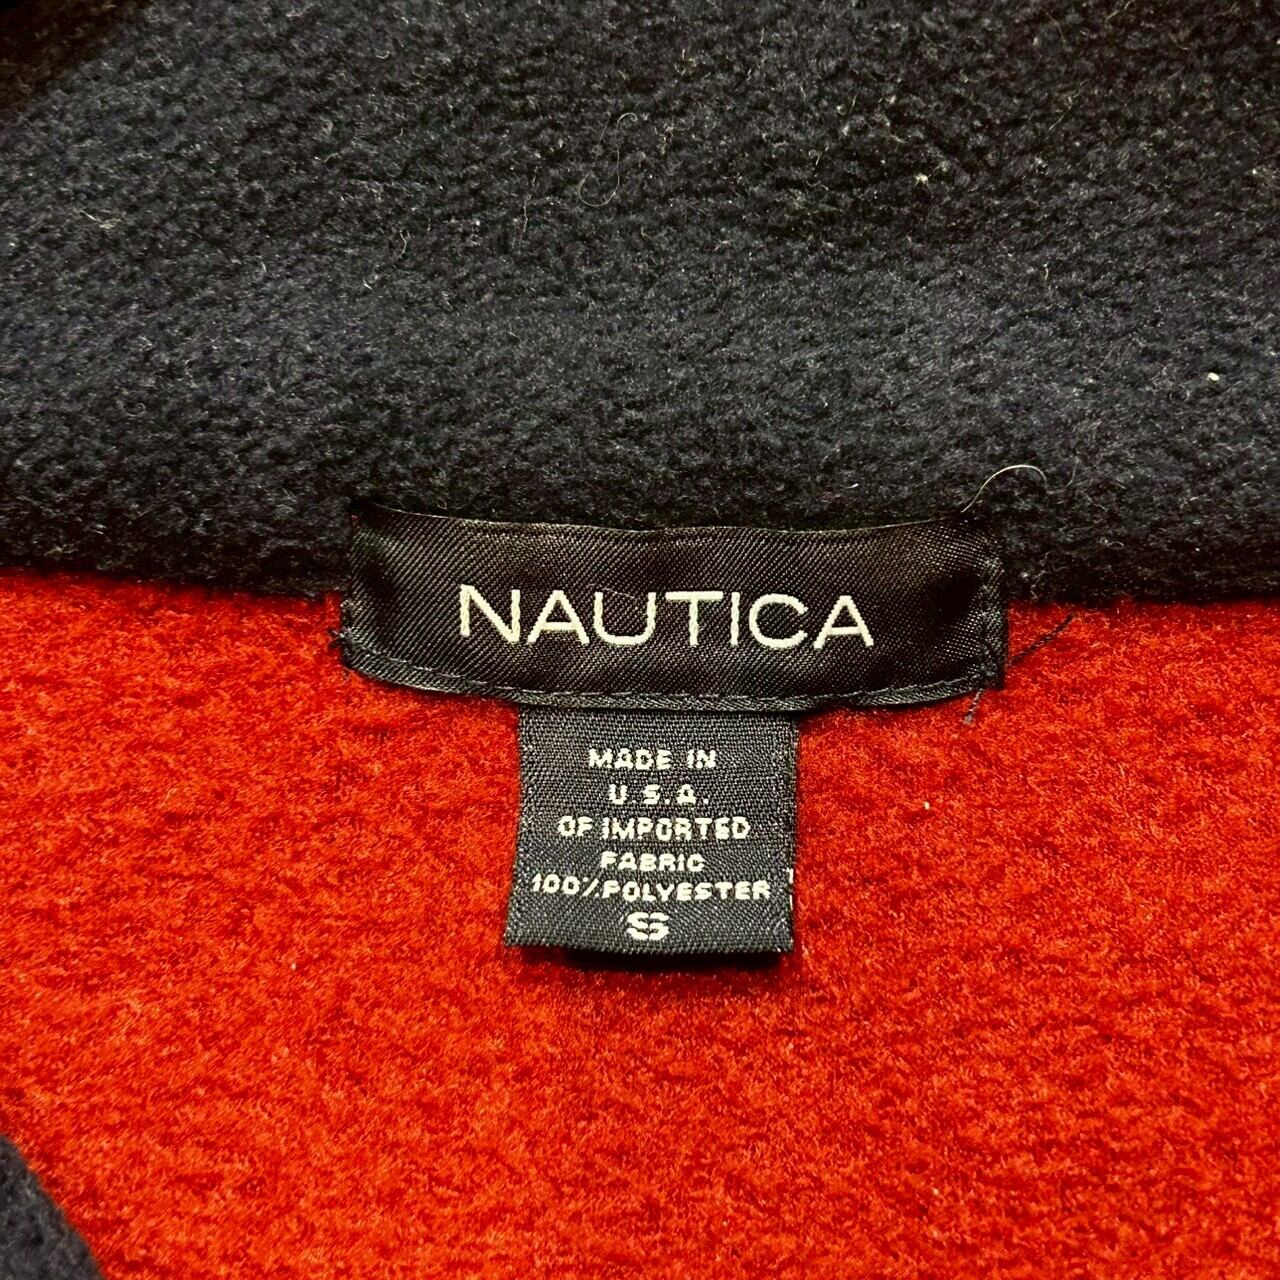 NAUTICA
MADE IN
U.S.A.
OF IMPORTED
FABRIC
100%POLYESTER
S